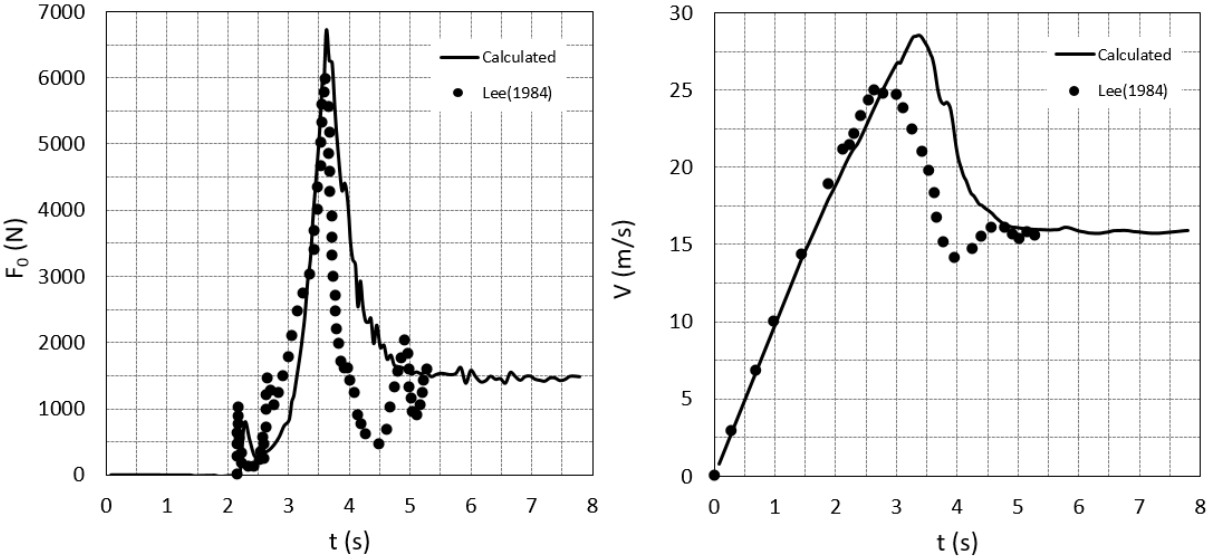 7000
6000
5000
4000
3000
2000
1000
0
F₀ (N)
0 1 2 3 4 5 6 7 8
t (s)
Calculated
Lee(1984)
30
25
20
15
10
5
0
V (m/s)
0 1 2 3 4 5 6 7 8
t (s)
Calculated
Lee(1984)